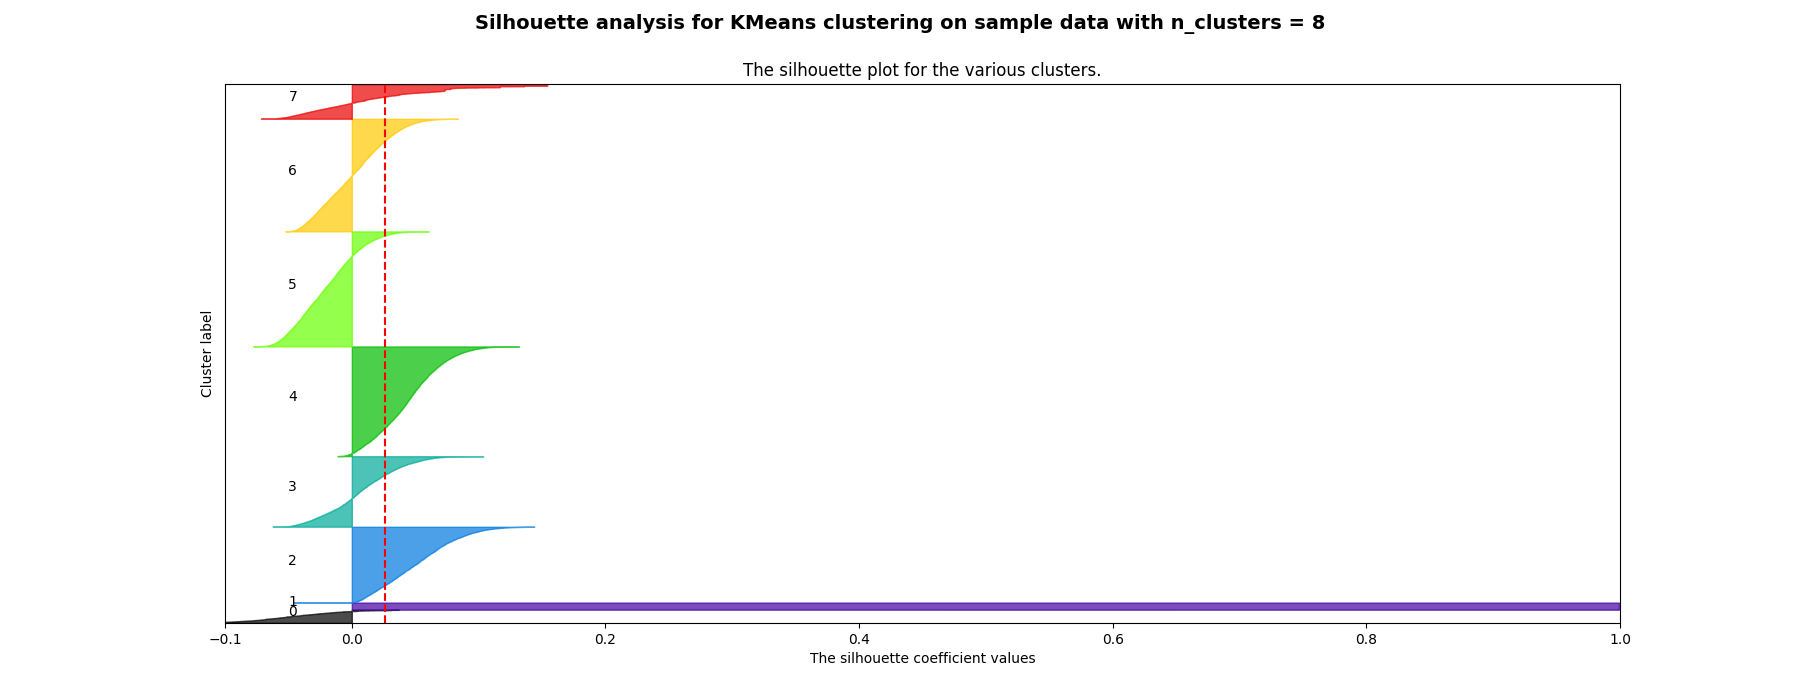 Silhouette analysis for KMeans clustering on sample data with n_clusters = 8
The silhouette plot for the various clusters.
7
6
5
4
3
2
1
0
Cluster label
−0.1 0.0 0.2 0.4 0.6 0.8 1.0
The silhouette coefficient values